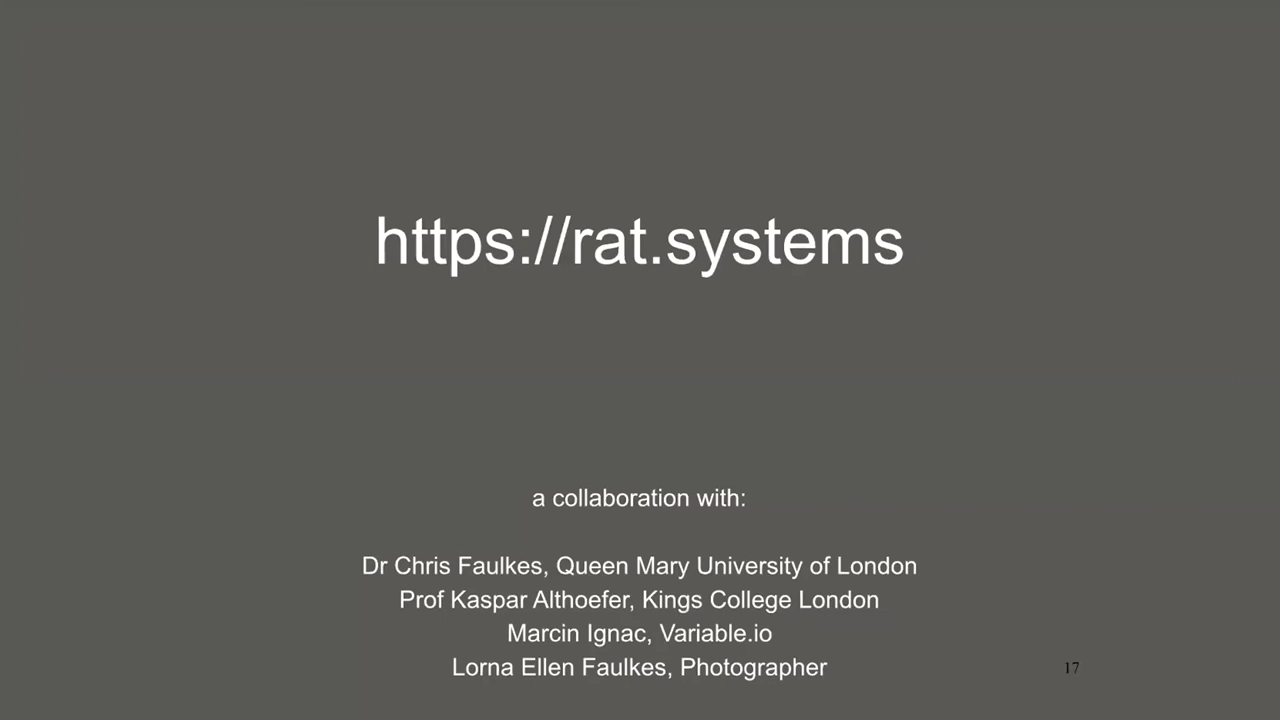 https://rat.systems
a collaboration with:
Dr Chris Faulkes, Queen Mary University of London
Prof Kaspar Althoefer, Kings College London
Marcin Ignac, Variable.io
Lorna Ellen Faulkes, Photographer
17